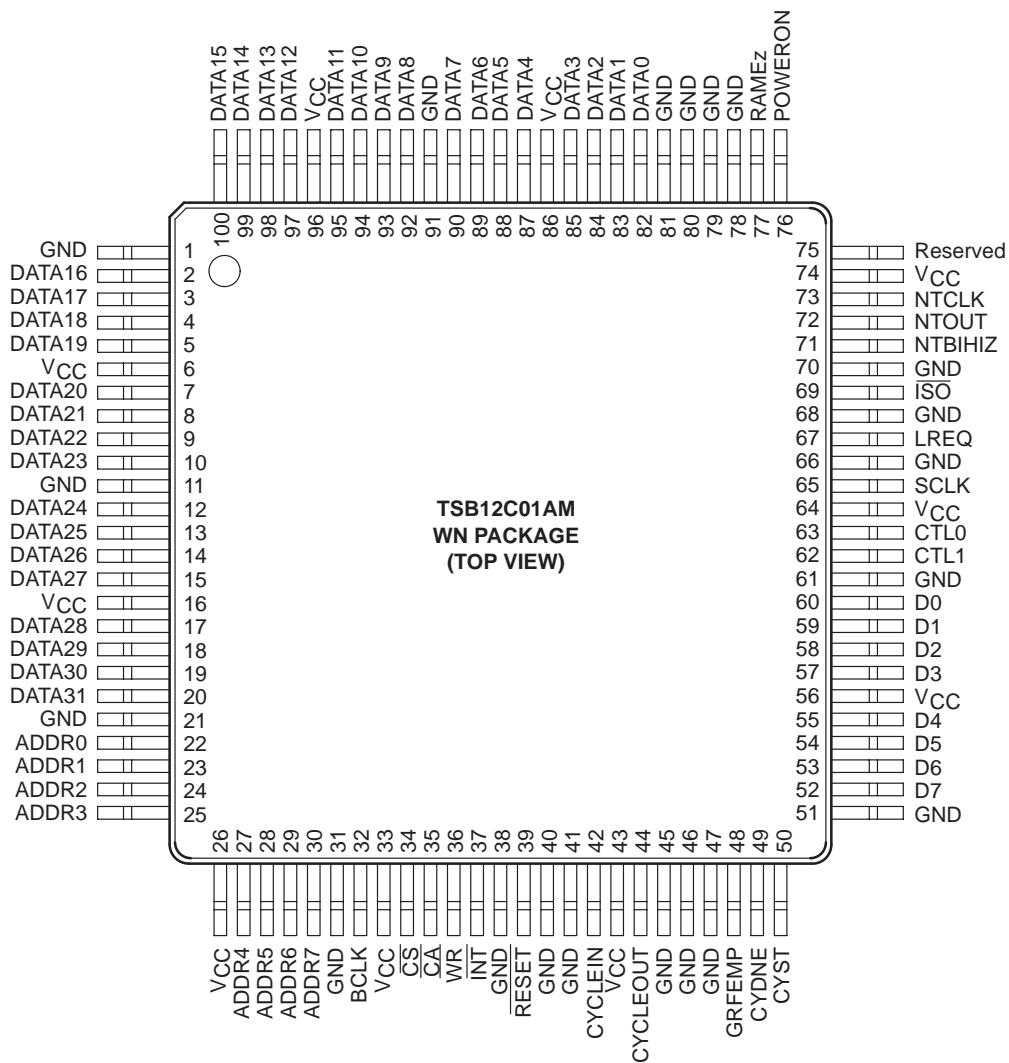 DATA15
DATA14
DATA13
DATA12
VCC
DATA11
DATA10
DATA9
DATA8
GND
DATA7
DATA6
DATA5
DATA4
VCC
DATA3
DATA2
DATA1
DATA0
GND
GND
GND
GND
RAMEz
POWERON
100 99 98 97 96 95 94 93 92 91 90 89 88 87 86 85 84 83 82 81 80 79 78 77 76
GND 1
DATA16 2
DATA17 3
DATA18 4
DATA19 5
VCC 6
DATA20 7
DATA21 8
DATA22 9
DATA23 10
GND 11
DATA24 12
DATA25 13
DATA26 14
DATA27 15
VCC 16
DATA28 17
DATA29 18
DATA30 19
DATA31 20
GND 21
ADDR0 22
ADDR1 23
ADDR2 24
ADDR3 25
TSB12C01AM
WN PACKAGE
(TOP VIEW)
75 Reserved
74 VCC
73 NTCLK
72 NTOUT
71 NTBIHIZ
70 GND
69 ISO
68 GND
67 LREQ
66 GND
65 SCLK
64 VCC
63 CTL0
62 CTL1
61 GND
60 D0
59 D1
58 D2
57 D3
56 VCC
55 D4
54 D5
53 D6
52 D7
51 GND
26 27 28 29 30 31 32 33 34 35 36 37 38 39 40 41 42 43 44 45 46 47 48 49 50
VCC
ADDR4
ADDR5
ADDR6
ADDR7
GND
BCLK
VCC
CS
CA
WR
INT
GND
RESET
GND
GND
CYCLEIN
VCC
CYCLEOUT
GND
GND
GND
GRFEMP
CYDNE
CYST